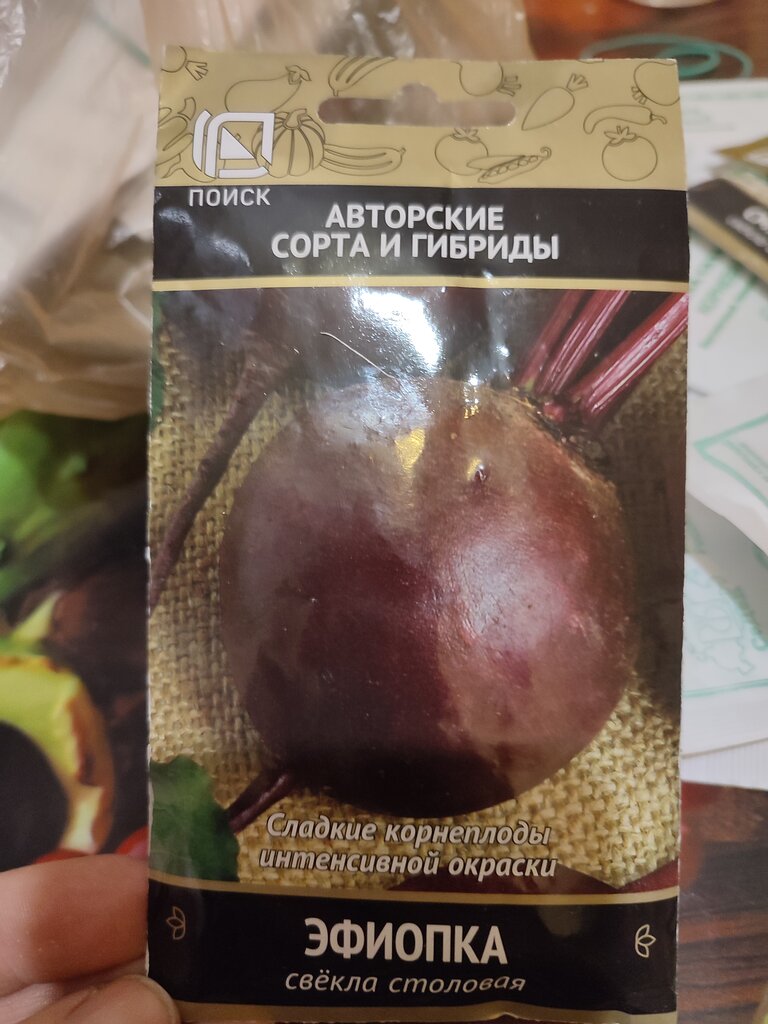 ПОИСК
АВТОРСКИЕ
СОРТА И ГИБРИДЫ
Сладкие корнеплоды
интенсивной окраски
ЭФИОПКА
свёкла столовая